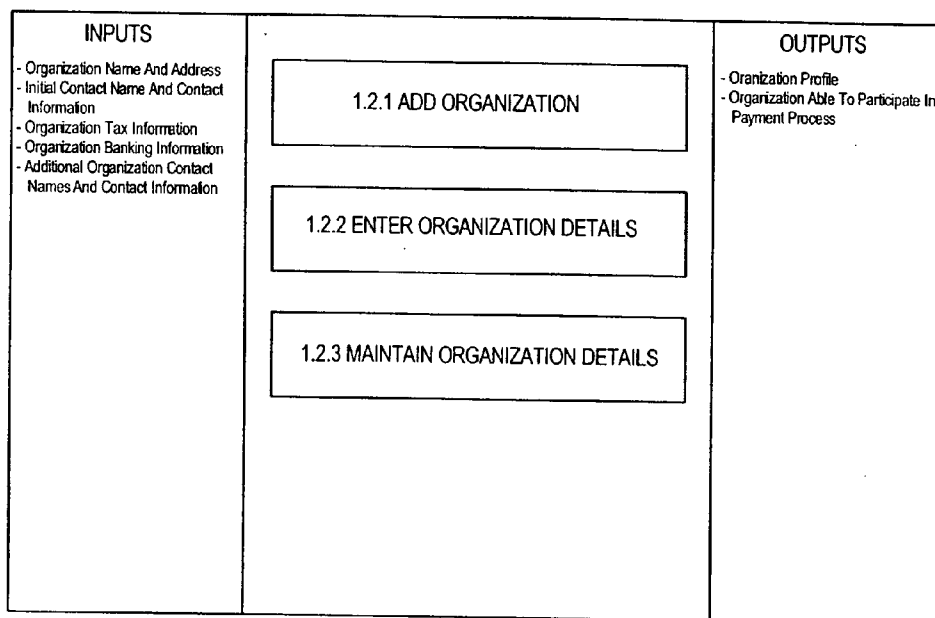 INPUTS
- Organization Name And Address
- Initial Contact Name And Contact
Information
- Organization Tax Information
- Organization Banking Information
- Additional Organization Contact
Names And Contact Information
1.2.1 ADD ORGANIZATION
1.2.2 ENTER ORGANIZATION DETAILS
1.2.3 MAINTAIN ORGANIZATION DETAILS
OUTPUTS
- Oranization Profile
- Organization Able To Participate In
Payment Process